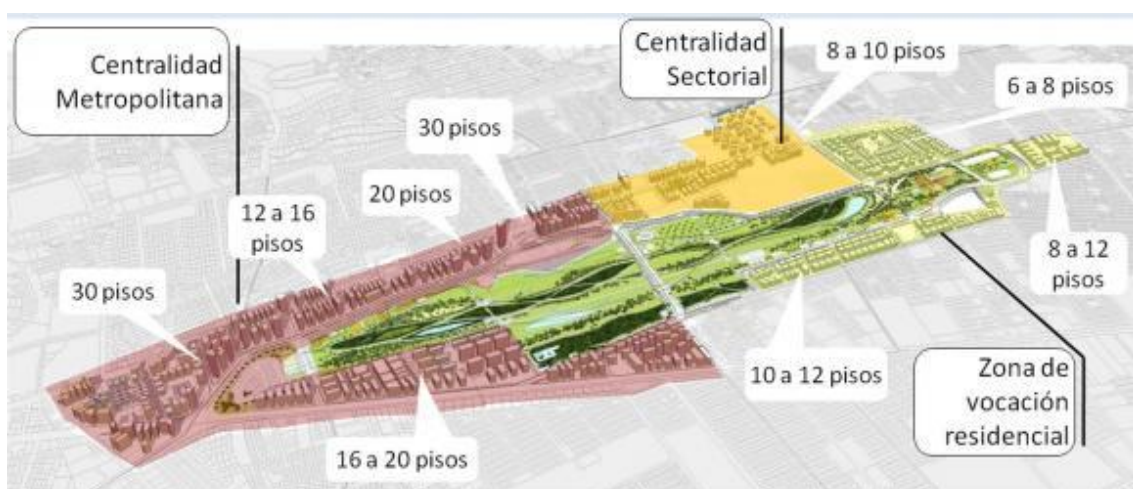 Centralidad
Metropolitana
Centralidad
Sectorial
8 a 10 pisos
6 a 8 pisos
30 pisos
20 pisos
12 a 16
pisos
30 pisos
8 a 12
pisos
10 a 12 pisos
Zona de
vocación
residencial
16 a 20 pisos